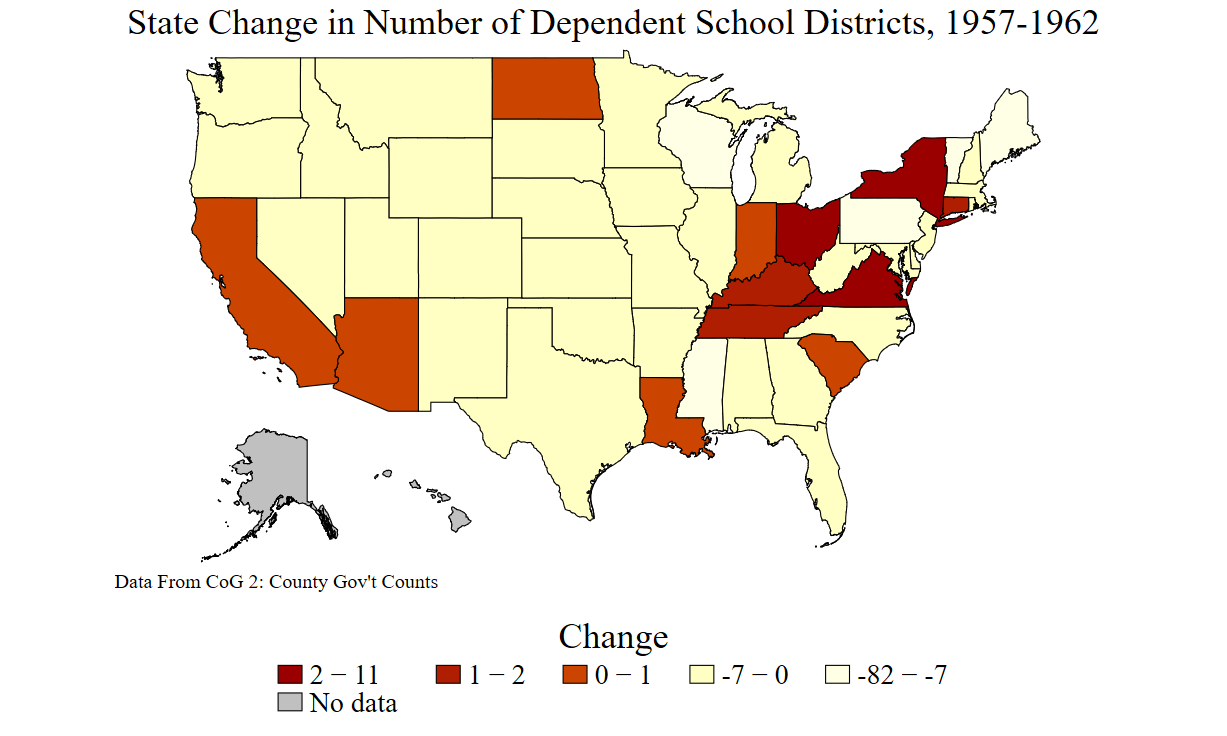 State Change in Number of Dependent School Districts, 1957-1962
Data From CoG 2: County Gov't Counts
Change
2 − 11 1 − 2 0 − 1 -7 − 0 -82 − -7
No data